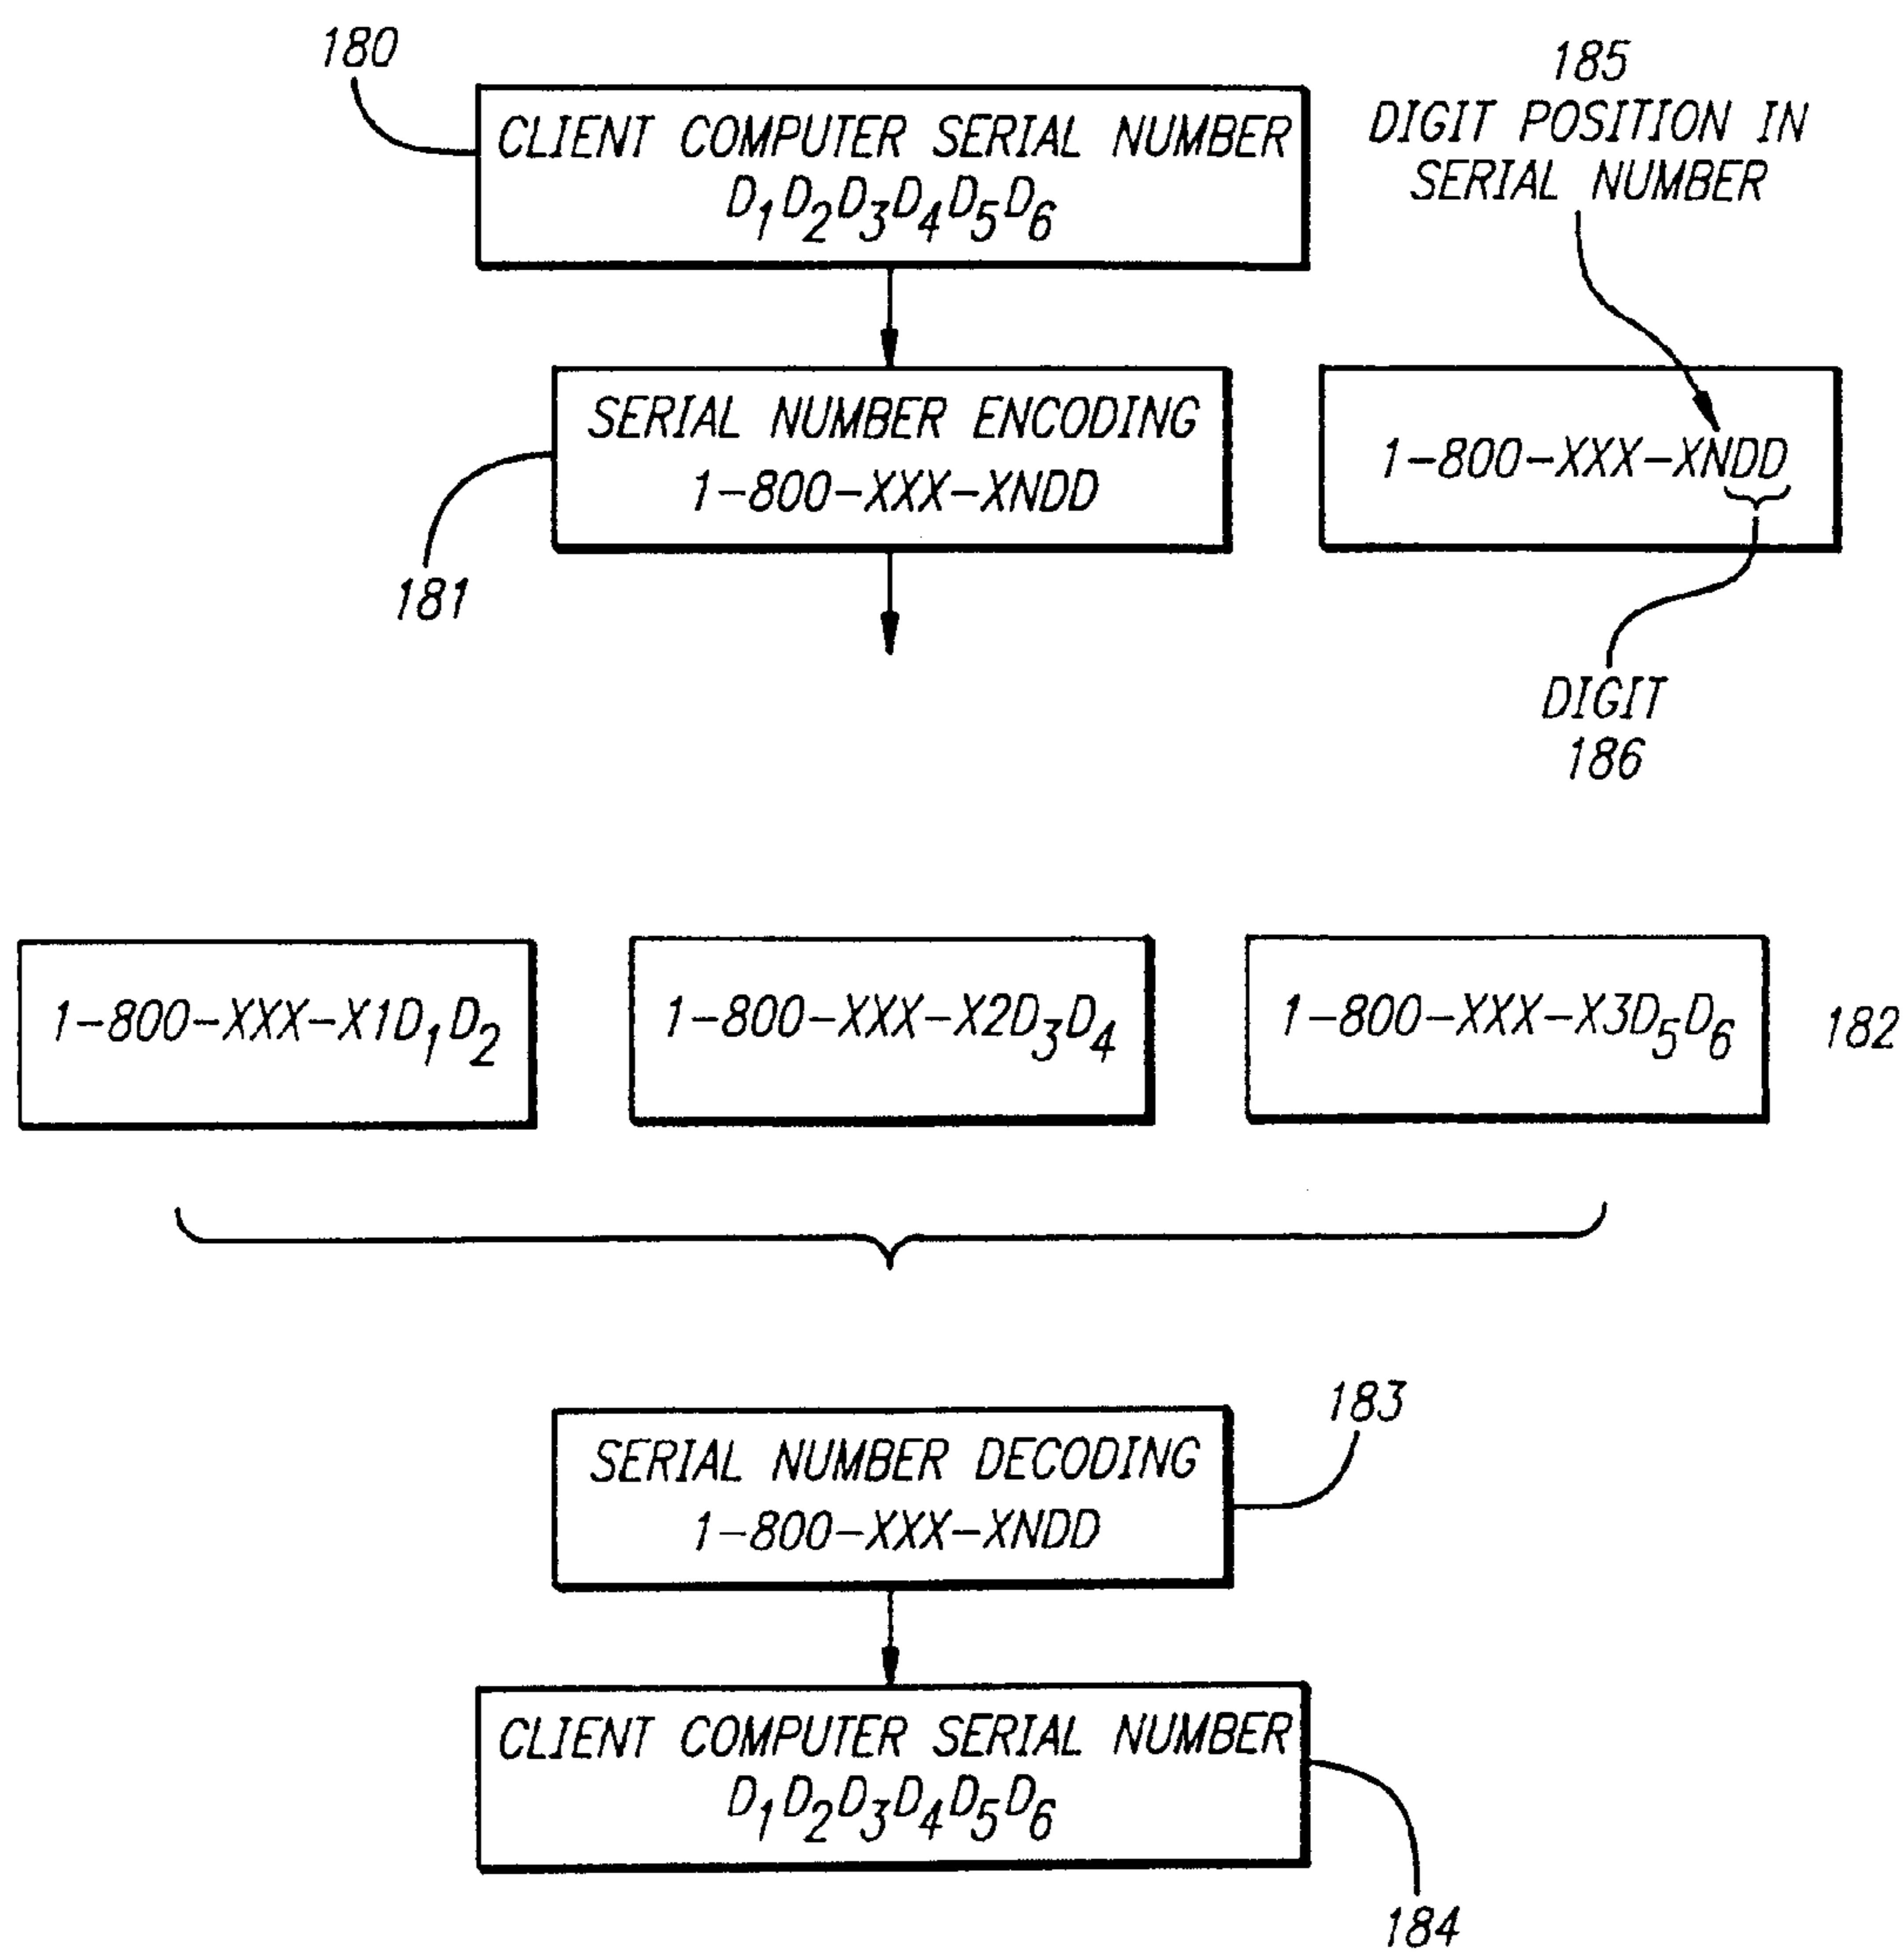 180
CLIENT COMPUTER SERIAL NUMBER
D₁D₂D₃D₄D₅D₆
185
DIGIT POSITION IN
SERIAL NUMBER
SERIAL NUMBER ENCODING
1-800-XXX-XNDD
181
1-800-XXX-XNDD
DIGIT
186
1-800-XXX-X1D₁D₂
1-800-XXX-X2D₃D₄
1-800-XXX-X3D₅D₆
182
183
SERIAL NUMBER DECODING
1-800-XXX-XNDD
CLIENT COMPUTER SERIAL NUMBER
D₁D₂D₃D₄D₅D₆
184